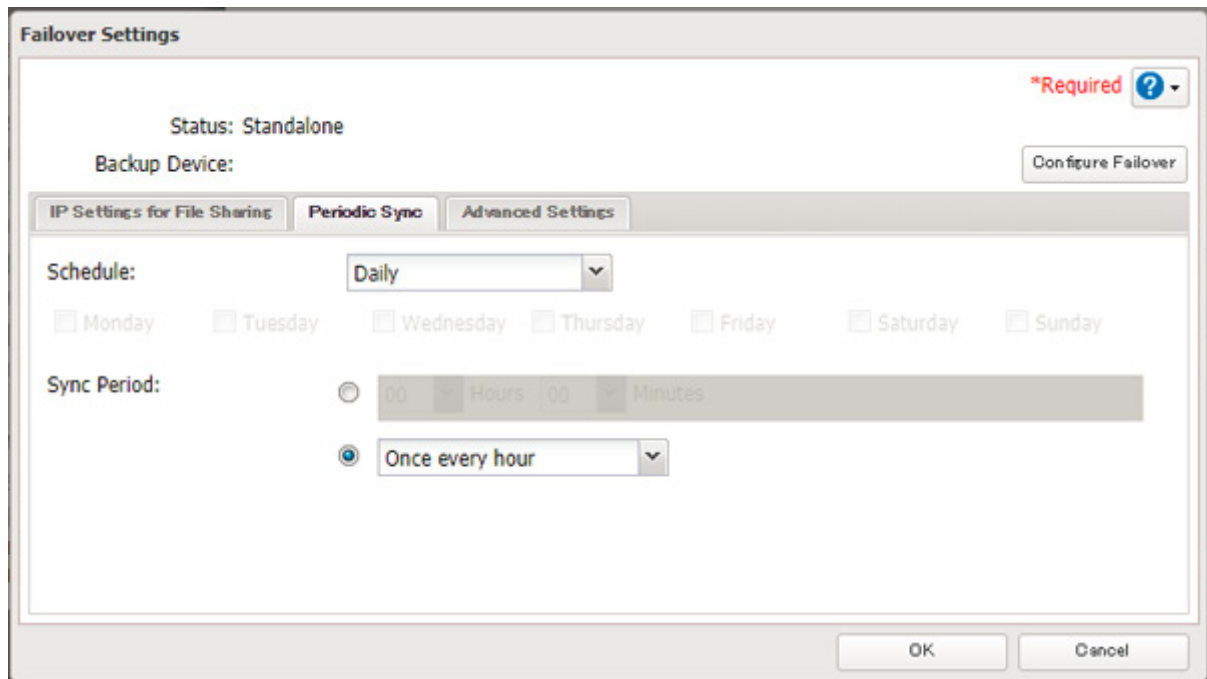 Failover Settings
*Required
Status: Standalone
Backup Device:
Configure Failover
IP Settings for File Sharing Periodic Sync Advanced Settings
Schedule: Daily
Monday Tuesday Wednesday Thursday Friday Saturday Sunday
Sync Period: 00 Hours 00 Minutes
Once every hour
OK Cancel